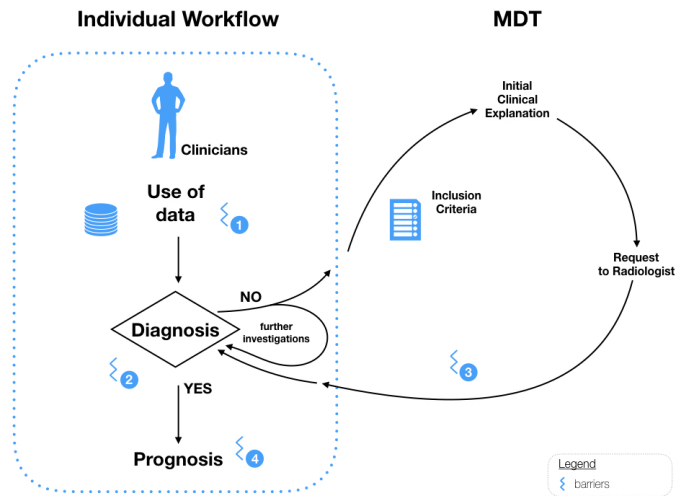 Individual Workflow
MDT
Clinicians
Initial
Clinical
Explanation
Use of
data
1
Inclusion
Criteria
Request
to Radiologist
NO
Diagnosis
further
investigations
2
3
YES
Prognosis
4
Legend
barriers